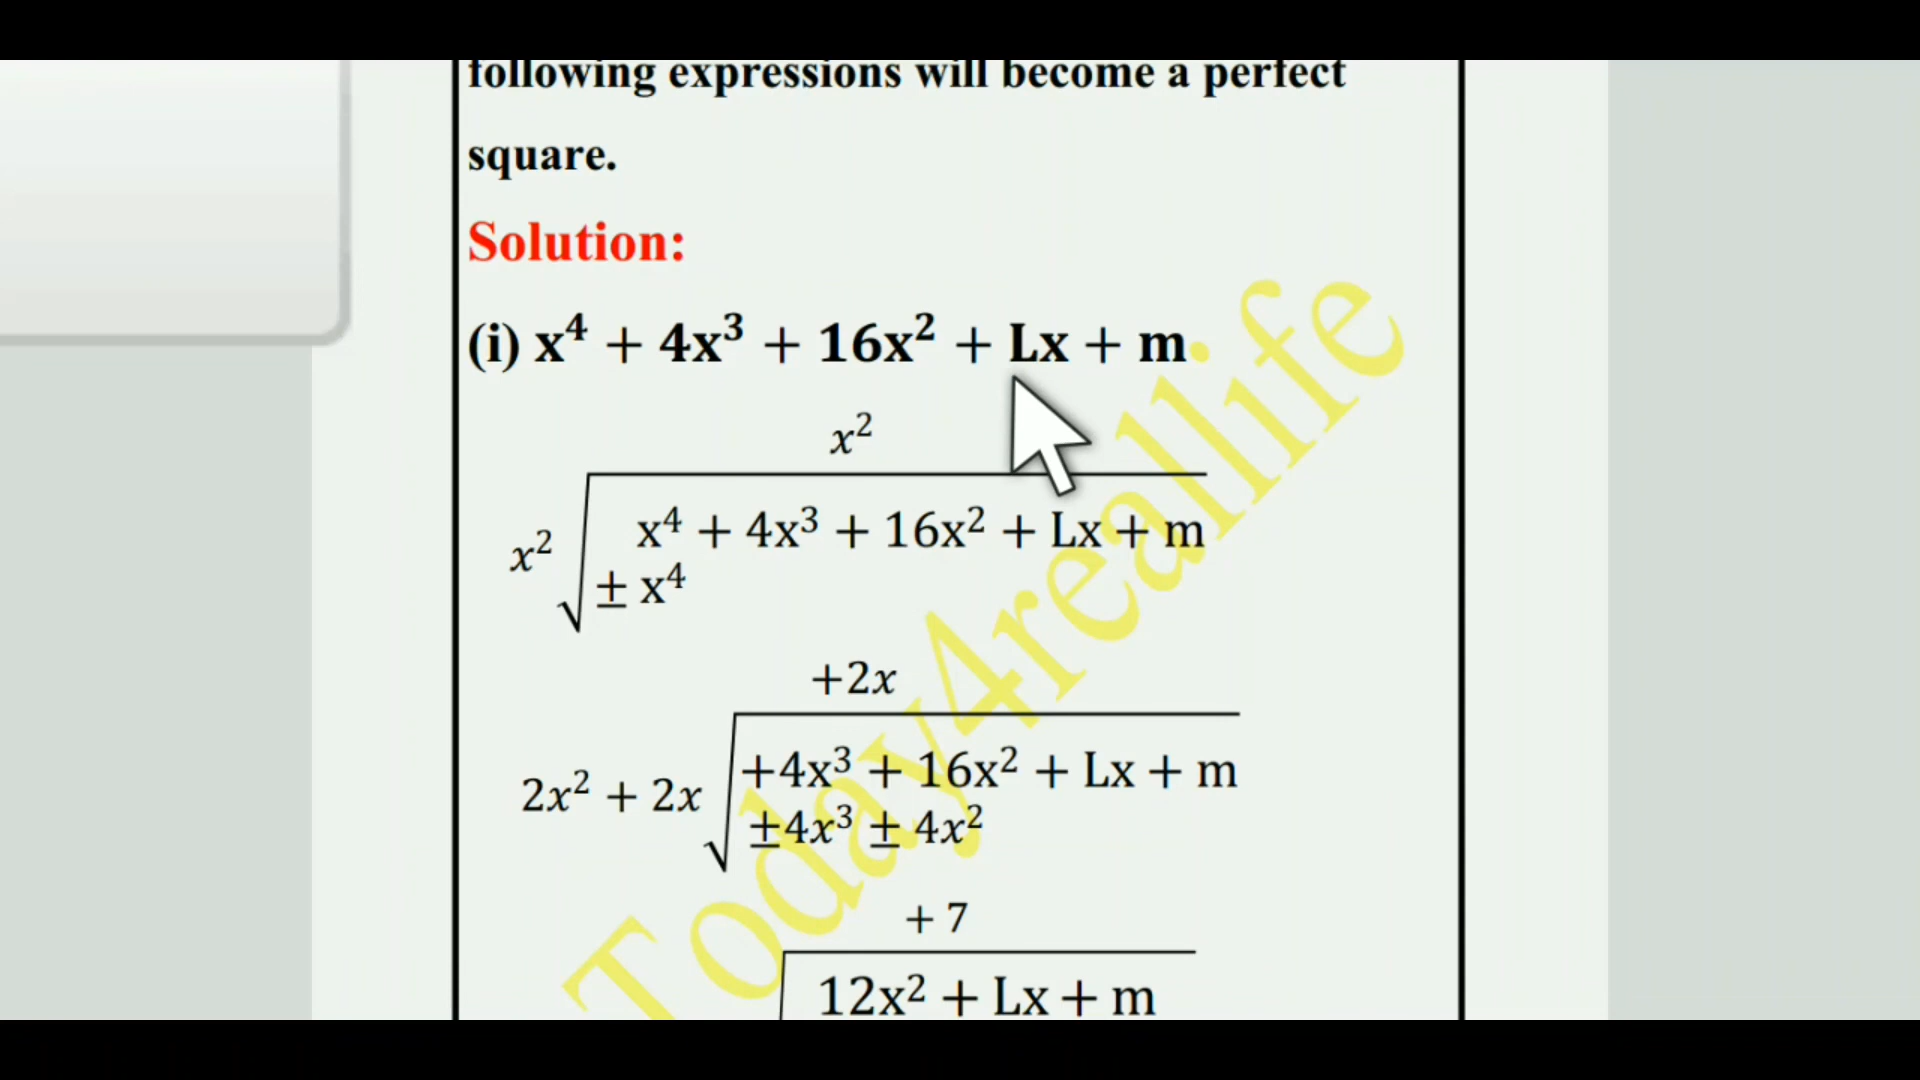 following expressions will become a perfect
square.
Solution:
(i) x⁴ + 4x³ + 16x² + Lx + m
x²
x² √ x⁴ + 4x³ + 16x² + Lx + m
± x⁴
+2x
2x² + 2x √ +4x³ + 16x² + Lx + m
±4x³ ± 4x²
+ 7
12x² + Lx + m
Today4reallife